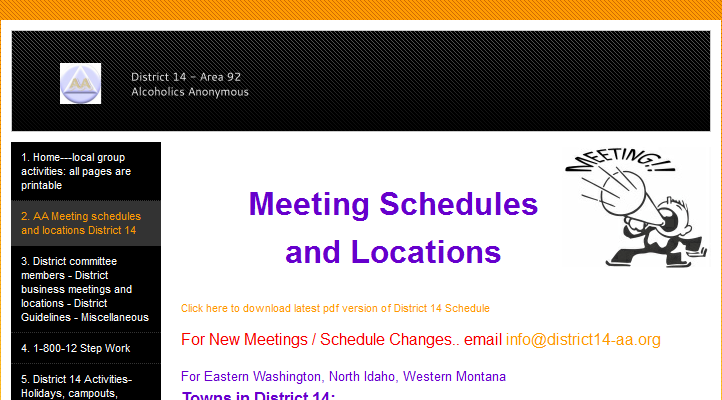 AA
District 14 - Area 92
Alcoholics Anonymous
1. Home---local group
activities: all pages are
printable
2. AA Meeting schedules
and locations District 14
3. District committee
members - District
business meetings and
locations - District
Guidelines - Miscellaneous
4. 1-800-12 Step Work
5. District 14 Activities-
Holidays, campouts,
MEETING!!
Meeting Schedules
and Locations
Click here to download latest pdf version of District 14 Schedule
For New Meetings / Schedule Changes.. email info@district14-aa.org
For Eastern Washington, North Idaho, Western Montana
Towns in District 14: